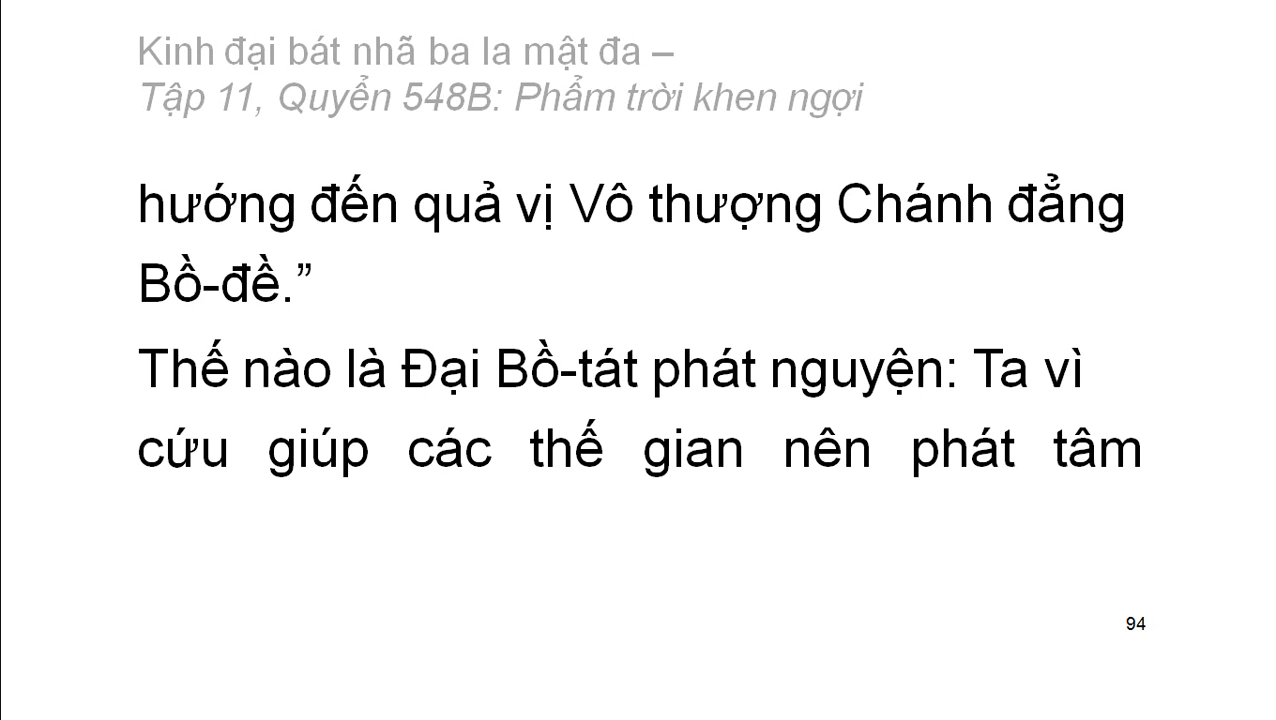 Kinh đại bát nhã ba la mật đa –
Tập 11, Quyển 548B: Phẩm trời khen ngợi
hướng đến quả vị Vô thượng Chánh đẳng
Bồ-đề.”
Thế nào là Đại Bồ-tát phát nguyện: Ta vì
cứu giúp các thế gian nên phát tâm
94